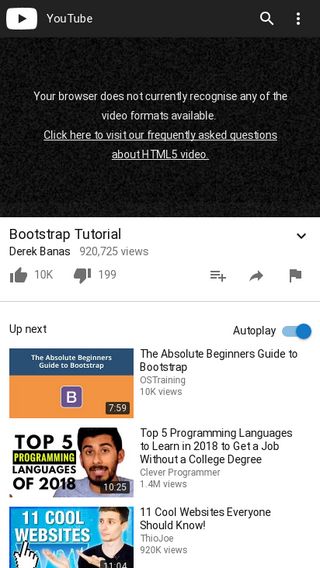 YouTube
Your browser does not currently recognise any of the
video formats available.
Click here to visit our frequently asked questions
about HTML5 video.
Bootstrap Tutorial
Derek Banas 920,725 views
10K 199
Up next Autoplay
The Absolute Beginners
Guide to Bootstrap
B
7:59
The Absolute Beginners Guide to
Bootstrap
OSTraining
10K views
TOP 5
PROGRAMMING
LANGUAGES
OF 2018
10:25
Top 5 Programming Languages
to Learn in 2018 to Get a Job
Without a College Degree
Clever Programmer
1.4M views
11 COOL
WEBSITES
11:04
11 Cool Websites Everyone
Should Know!
ThioJoe
920K views